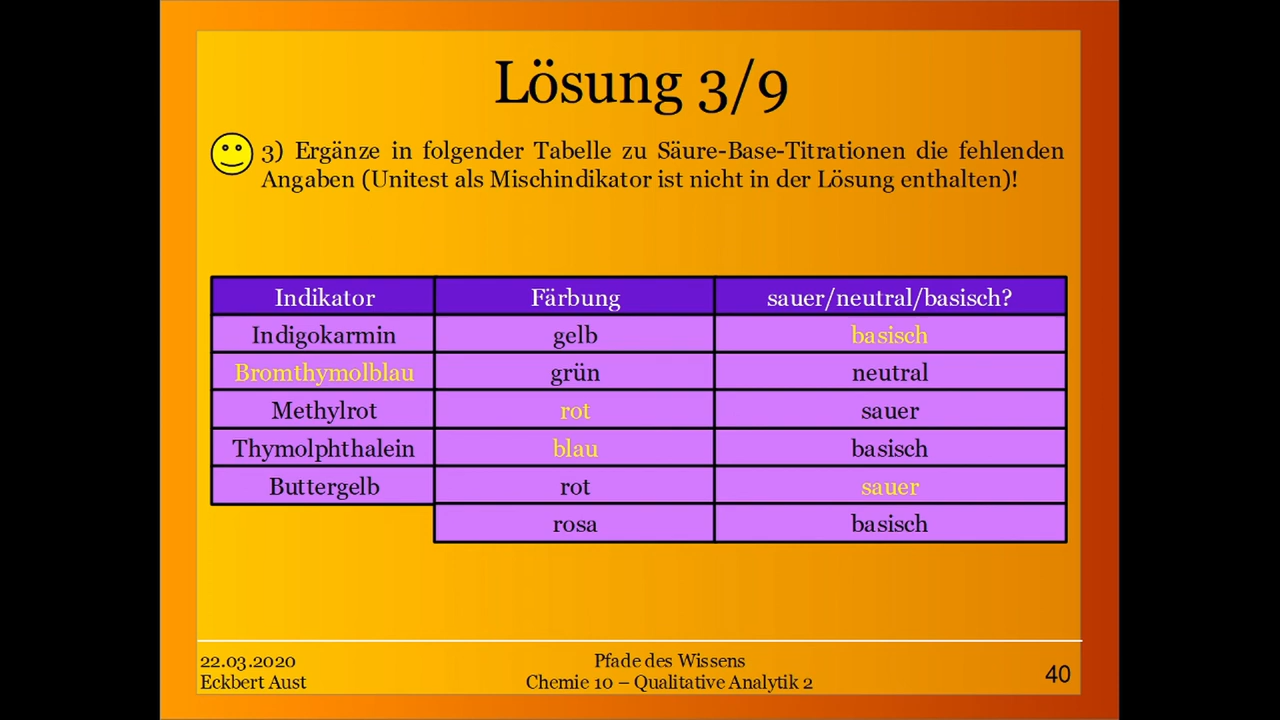 Lösung 3/9
3) Ergänze in folgender Tabelle zu Säure-Base-Titrationen die fehlenden
Angaben (Unitest als Mischindikator ist nicht in der Lösung enthalten)!
Indikator Färbung sauer/neutral/basisch?
Indigokarmin gelb basisch
Bromthymolblau grün neutral
Methylrot rot sauer
Thymolphthalein blau basisch
Buttergelb rot sauer
rosa basisch
22.03.2020
Eckbert Aust
Pfade des Wissens
Chemie 10 – Qualitative Analytik 2
40